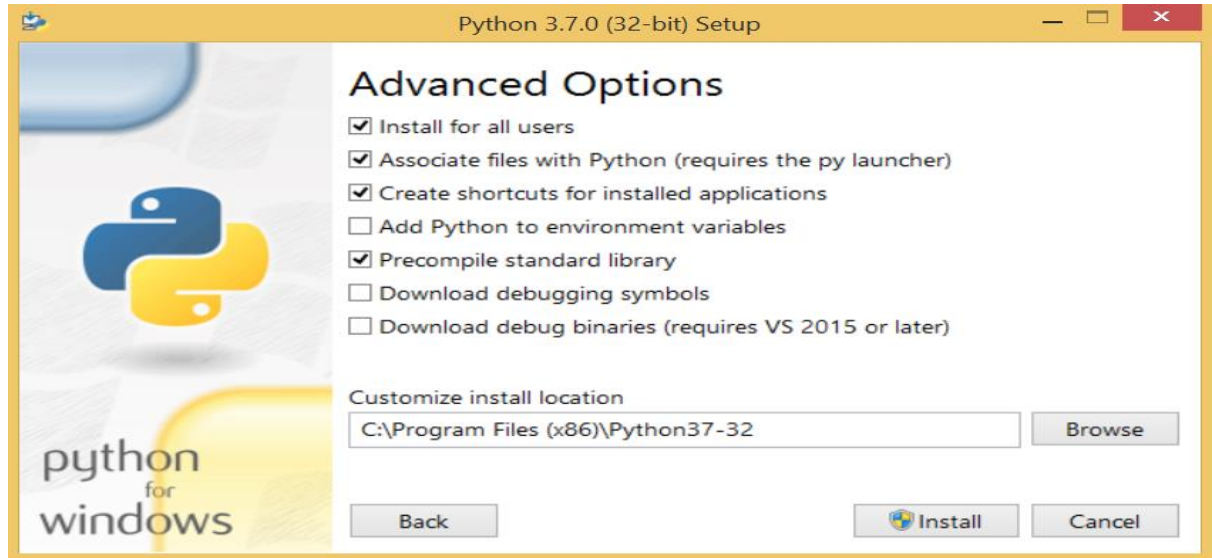 Python 3.7.0 (32-bit) Setup
Advanced Options
Install for all users
Associate files with Python (requires the py launcher)
Create shortcuts for installed applications
Add Python to environment variables
Precompile standard library
Download debugging symbols
Download debug binaries (requires VS 2015 or later)
Customize install location
C:\Program Files (x86)\Python37-32
Browse
python
for
windows
Back
Install
Cancel